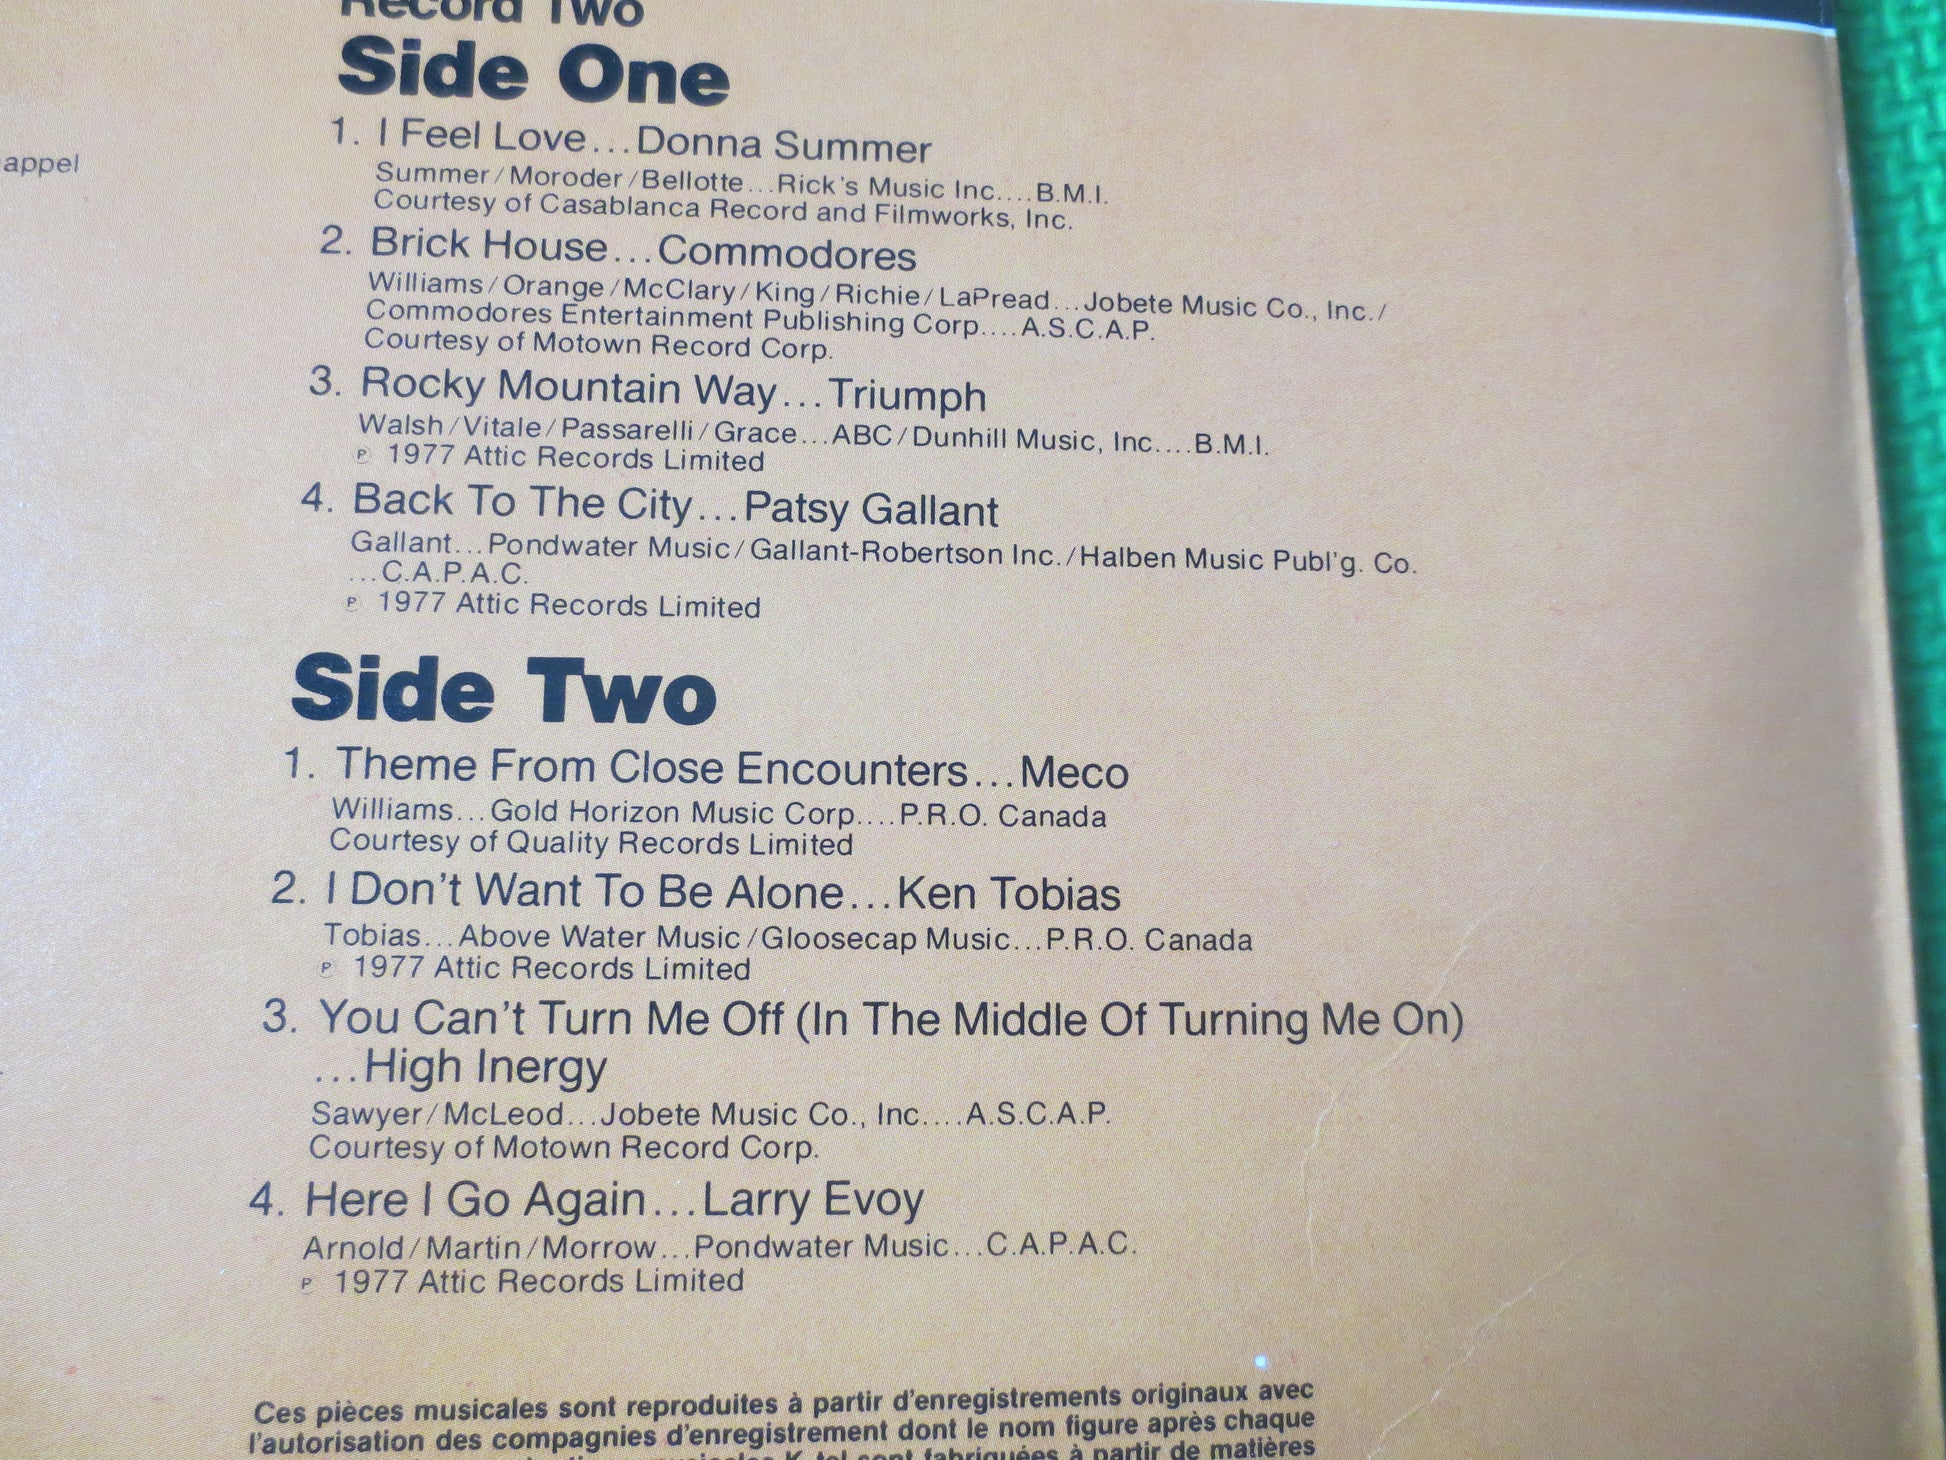 Record Two
Side One
1. I Feel Love...Donna Summer
Summer/Moroder/Bellotte...Rick's Music Inc....B.M.I.
Courtesy of Casablanca Record and Filmworks, Inc.
2. Brick House...Commodores
Williams/Orange/McClary/King/Richie/LaPread...Jobete Music Co., Inc./
Commodores Entertainment Publishing Corp....A.S.C.A.P.
Courtesy of Motown Record Corp.
3. Rocky Mountain Way...Triumph
Walsh/Vitale/Passarelli/Grace...ABC/Dunhill Music, Inc....B.M.I.
℗ 1977 Attic Records Limited
4. Back To The City...Patsy Gallant
Gallant...Pondwater Music/Gallant-Robertson Inc./Halben Music Publ'g. Co.
...C.A.P.A.C.
℗ 1977 Attic Records Limited
Side Two
1. Theme From Close Encounters...Meco
Williams...Gold Horizon Music Corp....P.R.O. Canada
Courtesy of Quality Records Limited
2. I Don't Want To Be Alone...Ken Tobias
Tobias...Above Water Music/Gloosecap Music...P.R.O. Canada
℗ 1977 Attic Records Limited
3. You Can't Turn Me Off (In The Middle Of Turning Me On)
...High Inergy
Sawyer/McLeod...Jobete Music Co., Inc....A.S.C.A.P.
Courtesy of Motown Record Corp.
4. Here I Go Again...Larry Evoy
Arnold/Martin/Morrow...Pondwater Music...C.A.P.A.C.
℗ 1977 Attic Records Limited
Ces pièces musicales sont reproduites à partir d'enregistrements originaux avec
l'autorisation des compagnies d'enregistrement dont le nom figure après chaque
K-tel sont fabriquées à partir de matières
appel